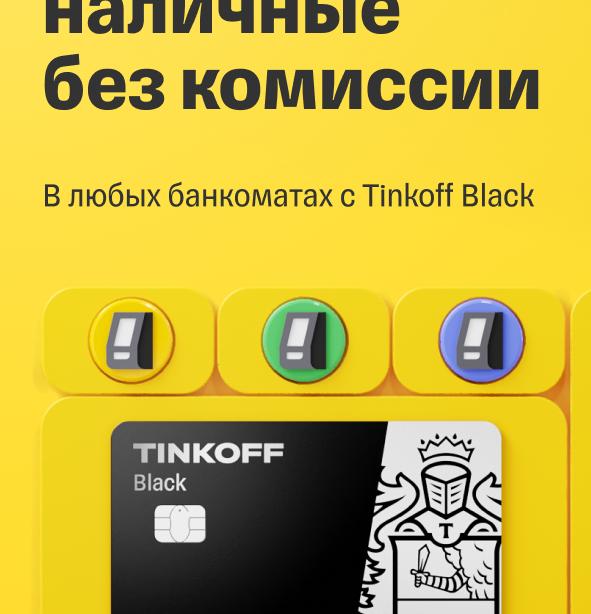 наличные
без комиссии
В любых банкоматах с Tinkoff Black
TINKOFF
Black
T